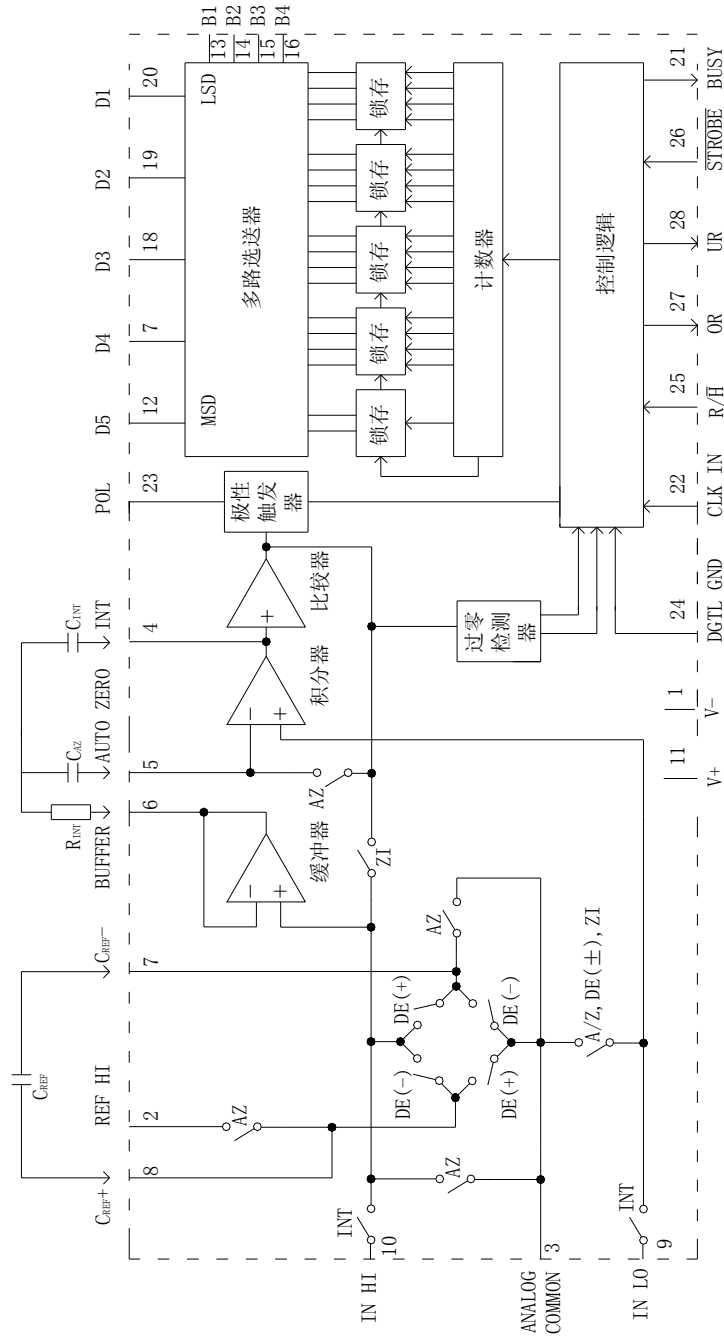 CREF
RINT
CAZ
CINT
CREF+
REF HI
CREF−
BUFFER
AUTO ZERO
INT
POL
D5
D4
D3
D2
D1
8
2
7
6
5
4
23
12
7
18
19
20
MSD
多路选送器
LSD
B1
13
B2
14
B3
15
B4
16
极性
触发
器
−
+
缓冲器
−
+
积分器
+
比较器
锁存
锁存
锁存
锁存
锁存
AZ
AZ
ZI
INT
10
IN HI
AZ
DE(−)
DE(+)
DE(+)
DE(−)
AZ
计数器
过零
检测
器
3
ANALOG
COMMON
A/Z,DE(±),ZI
控制逻辑
INT
9
IN LO
11
1
24
22
25
27
28
26
21
V+
V−
DGTL GND
CLK IN
R/H̅
OR
UR
S̅T̅R̅O̅B̅E̅
BUSY